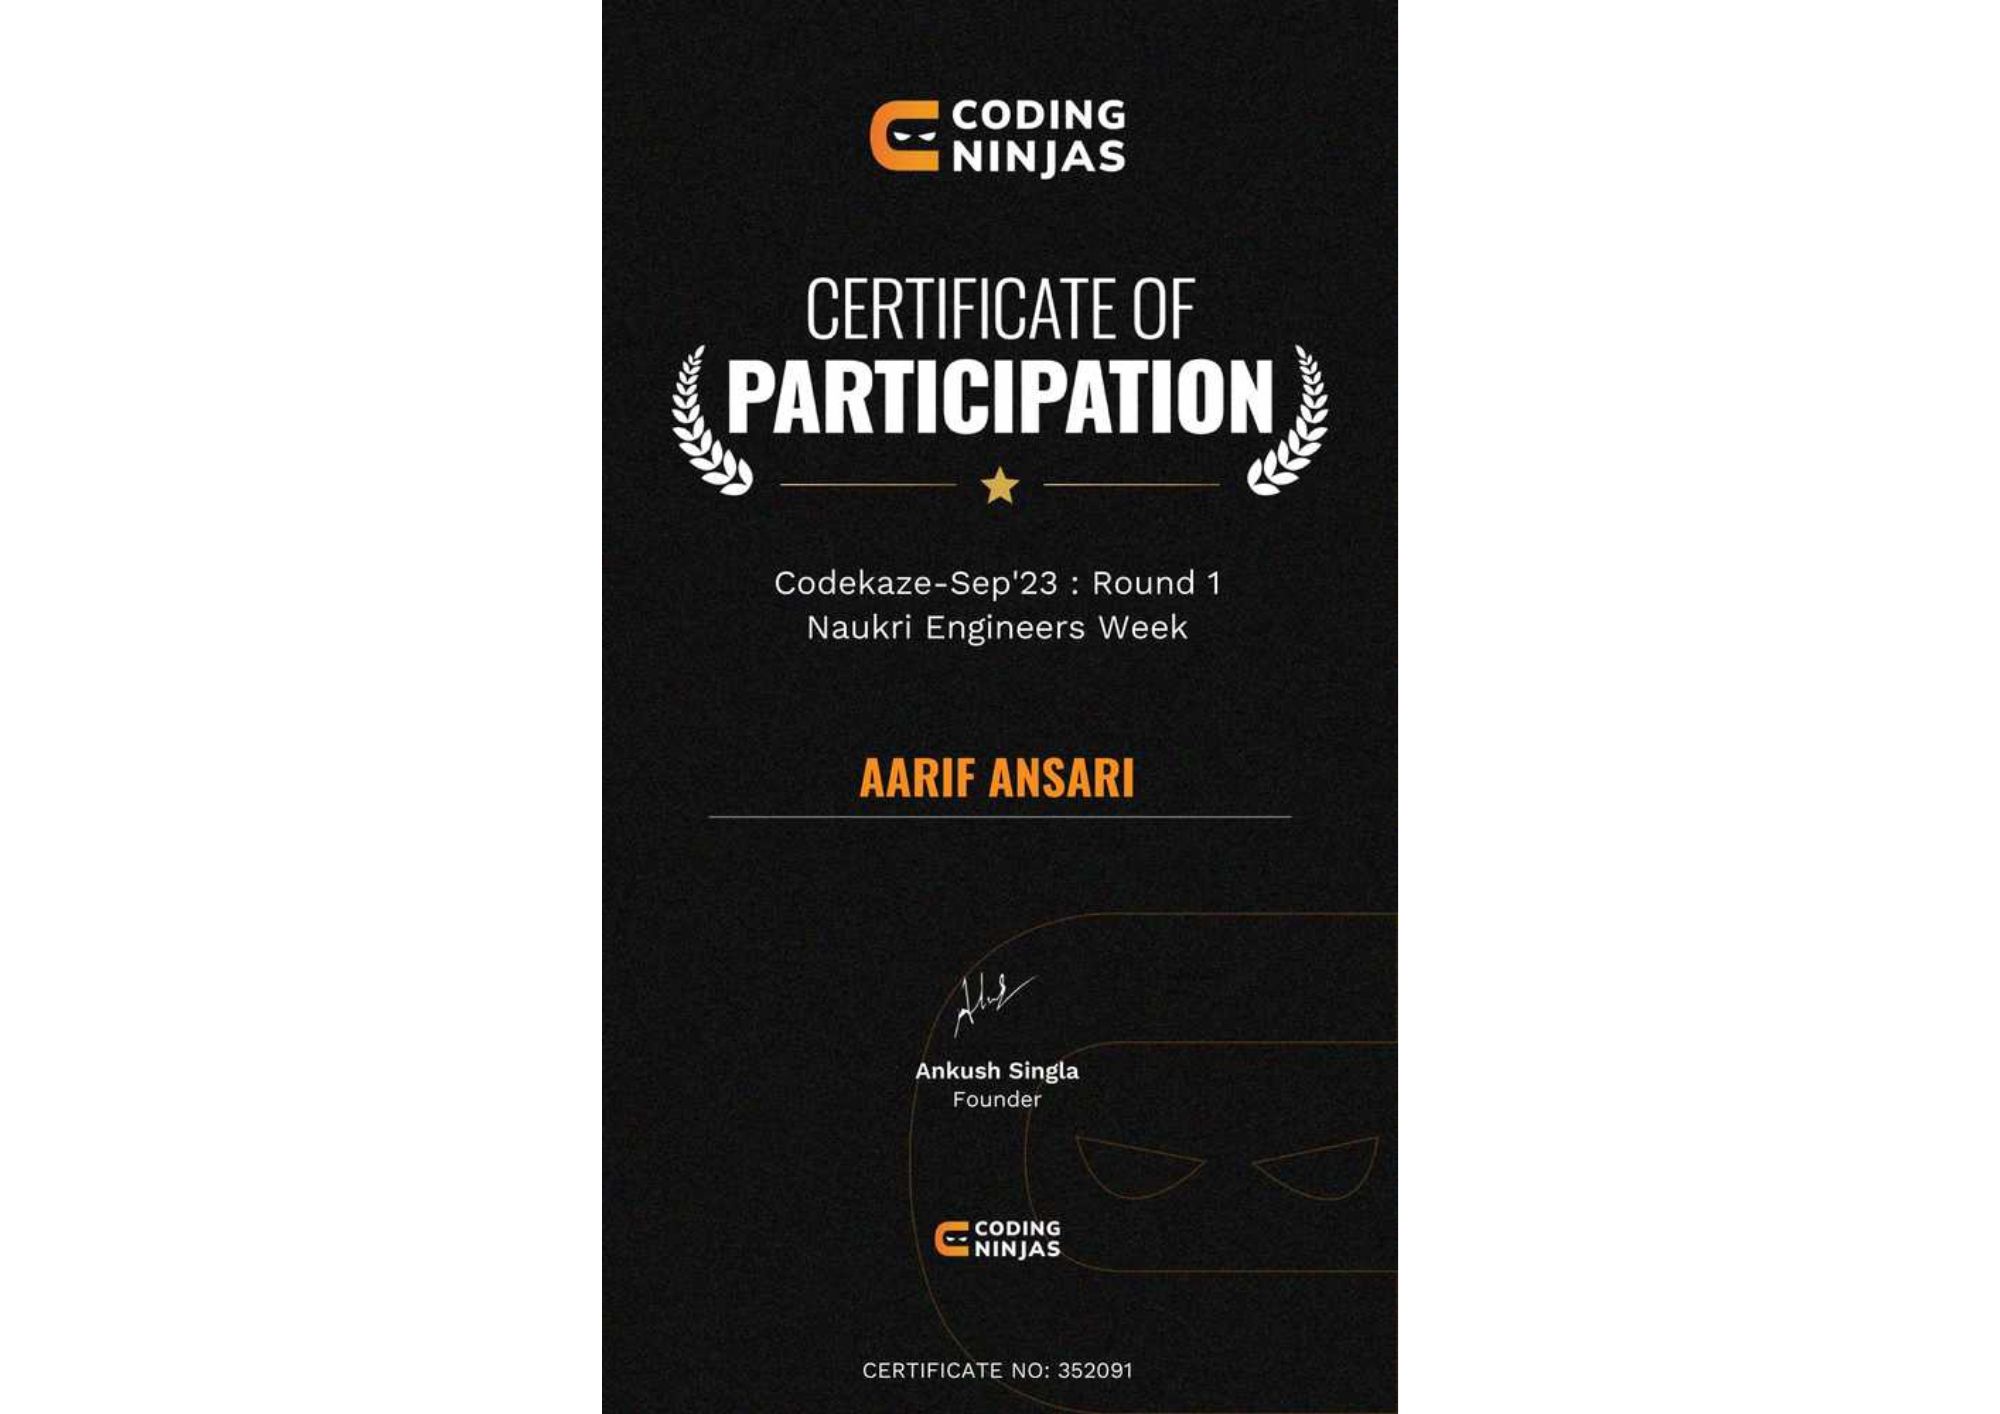 CODING
NINJAS
CERTIFICATE OF
PARTICIPATION
Codekaze-Sep'23 : Round 1
Naukri Engineers Week
AARIF ANSARI
Ankush Singla
Founder
CODING
NINJAS
CERTIFICATE NO: 352091